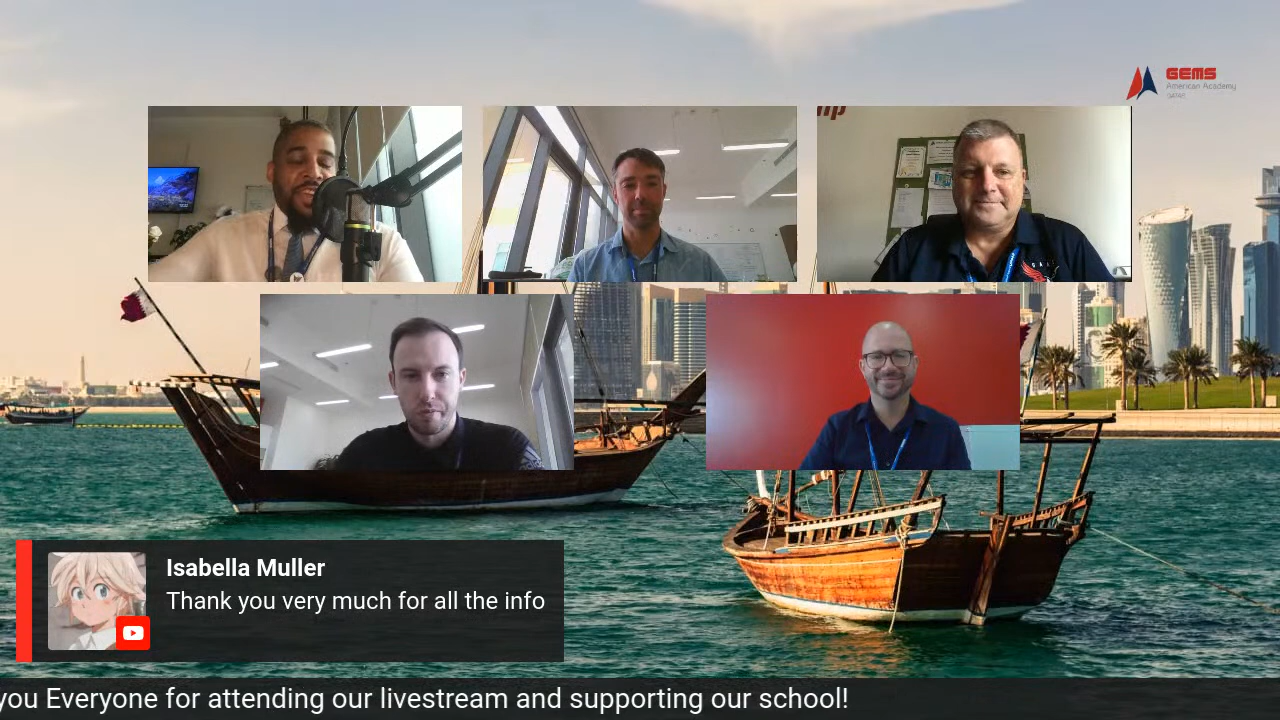 GEMS
American Academy
QATAR
Isabella Muller
Thank you very much for all the info
you Everyone for attending our livestream and supporting our school!